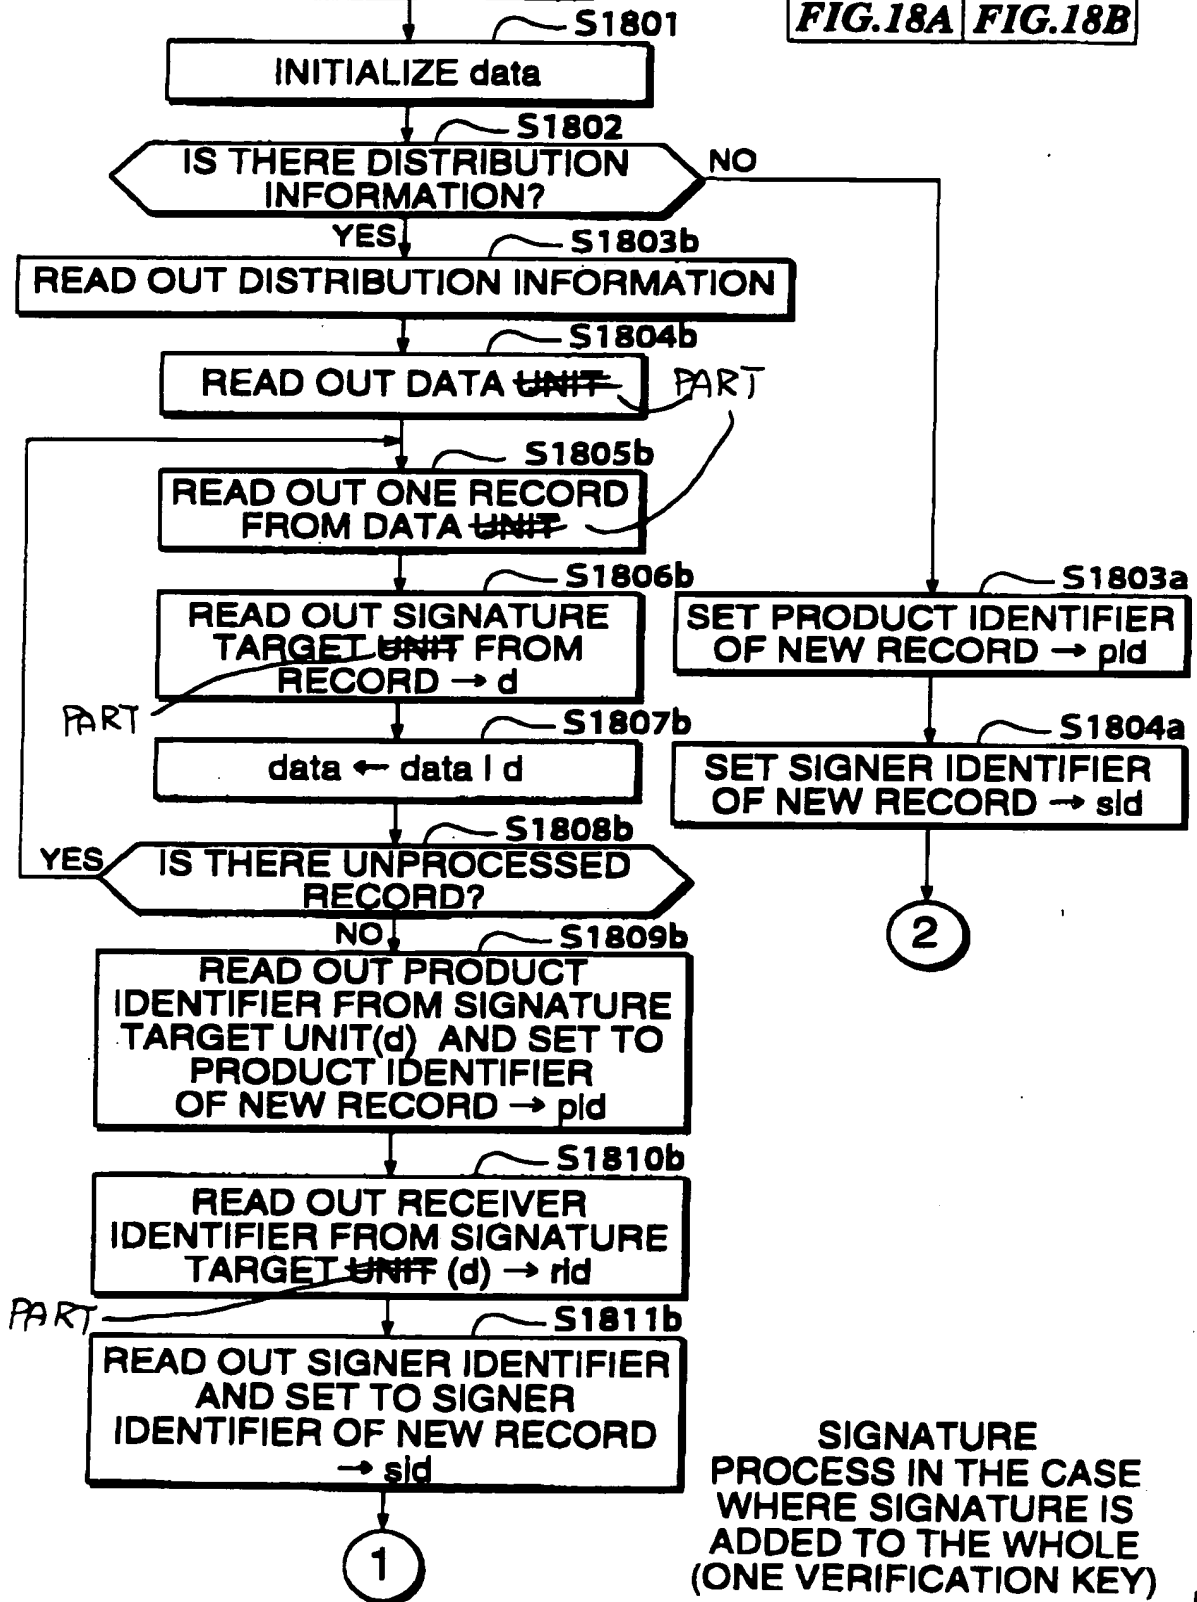 FIG.18A FIG.18B
S1801
INITIALIZE data
S1802
IS THERE DISTRIBUTION
INFORMATION?
NO
YES
S1803b
READ OUT DISTRIBUTION INFORMATION
S1804b
READ OUT DATA UNIT
PART
S1805b
READ OUT ONE RECORD
FROM DATA UNIT
S1806b
READ OUT SIGNATURE
TARGET UNIT FROM
RECORD → d
PART
S1807b
data ← data | d
S1808b
YES
IS THERE UNPROCESSED
RECORD?
NO
S1809b
READ OUT PRODUCT
IDENTIFIER FROM SIGNATURE
TARGET UNIT(d) AND SET TO
PRODUCT IDENTIFIER
OF NEW RECORD → pid
S1810b
READ OUT RECEIVER
IDENTIFIER FROM SIGNATURE
TARGET UNIT (d) → rid
PART
S1811b
READ OUT SIGNER IDENTIFIER
AND SET TO SIGNER
IDENTIFIER OF NEW RECORD
→ sid
1
S1803a
SET PRODUCT IDENTIFIER
OF NEW RECORD → pid
S1804a
SET SIGNER IDENTIFIER
OF NEW RECORD → sid
2
SIGNATURE
PROCESS IN THE CASE
WHERE SIGNATURE IS
ADDED TO THE WHOLE
(ONE VERIFICATION KEY)